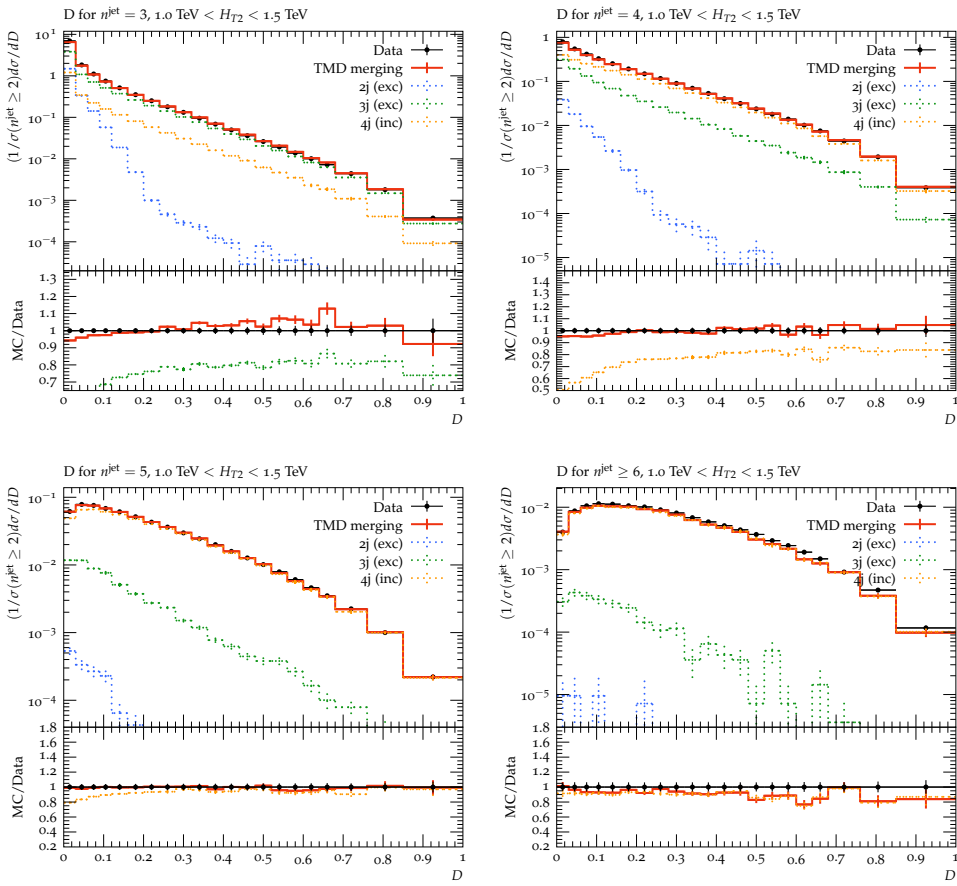 D for n^jet = 3, 1.0 TeV < H_T2 < 1.5 TeV
(1/σ(n^jet ≥ 2))dσ/dD
10^1
1
10^−1
10^−2
10^−3
10^−4
Data
TMD merging
2j (exc)
3j (exc)
4j (inc)
MC/Data
1.3
1.2
1.1
1
0.9
0.8
0.7
0 0.1 0.2 0.3 0.4 0.5 0.6 0.7 0.8 0.9 1
D
D for n^jet = 4, 1.0 TeV < H_T2 < 1.5 TeV
(1/σ(n^jet ≥ 2))dσ/dD
1
10^−1
10^−2
10^−3
10^−4
10^−5
Data
TMD merging
2j (exc)
3j (exc)
4j (inc)
MC/Data
1.4
1.3
1.2
1.1
1
0.9
0.8
0.7
0.6
0.5
0 0.1 0.2 0.3 0.4 0.5 0.6 0.7 0.8 0.9 1
D
D for n^jet = 5, 1.0 TeV < H_T2 < 1.5 TeV
(1/σ(n^jet ≥ 2))dσ/dD
10^−1
10^−2
10^−3
10^−4
Data
TMD merging
2j (exc)
3j (exc)
4j (inc)
MC/Data
1.8
1.6
1.4
1.2
1
0.8
0.6
0.4
0.2
0 0.1 0.2 0.3 0.4 0.5 0.6 0.7 0.8 0.9 1
D
D for n^jet ≥ 6, 1.0 TeV < H_T2 < 1.5 TeV
(1/σ(n^jet ≥ 2))dσ/dD
10^−2
10^−3
10^−4
10^−5
Data
TMD merging
2j (exc)
3j (exc)
4j (inc)
MC/Data
1.8
1.6
1.4
1.2
1
0.8
0.6
0.4
0.2
0 0.1 0.2 0.3 0.4 0.5 0.6 0.7 0.8 0.9 1
D